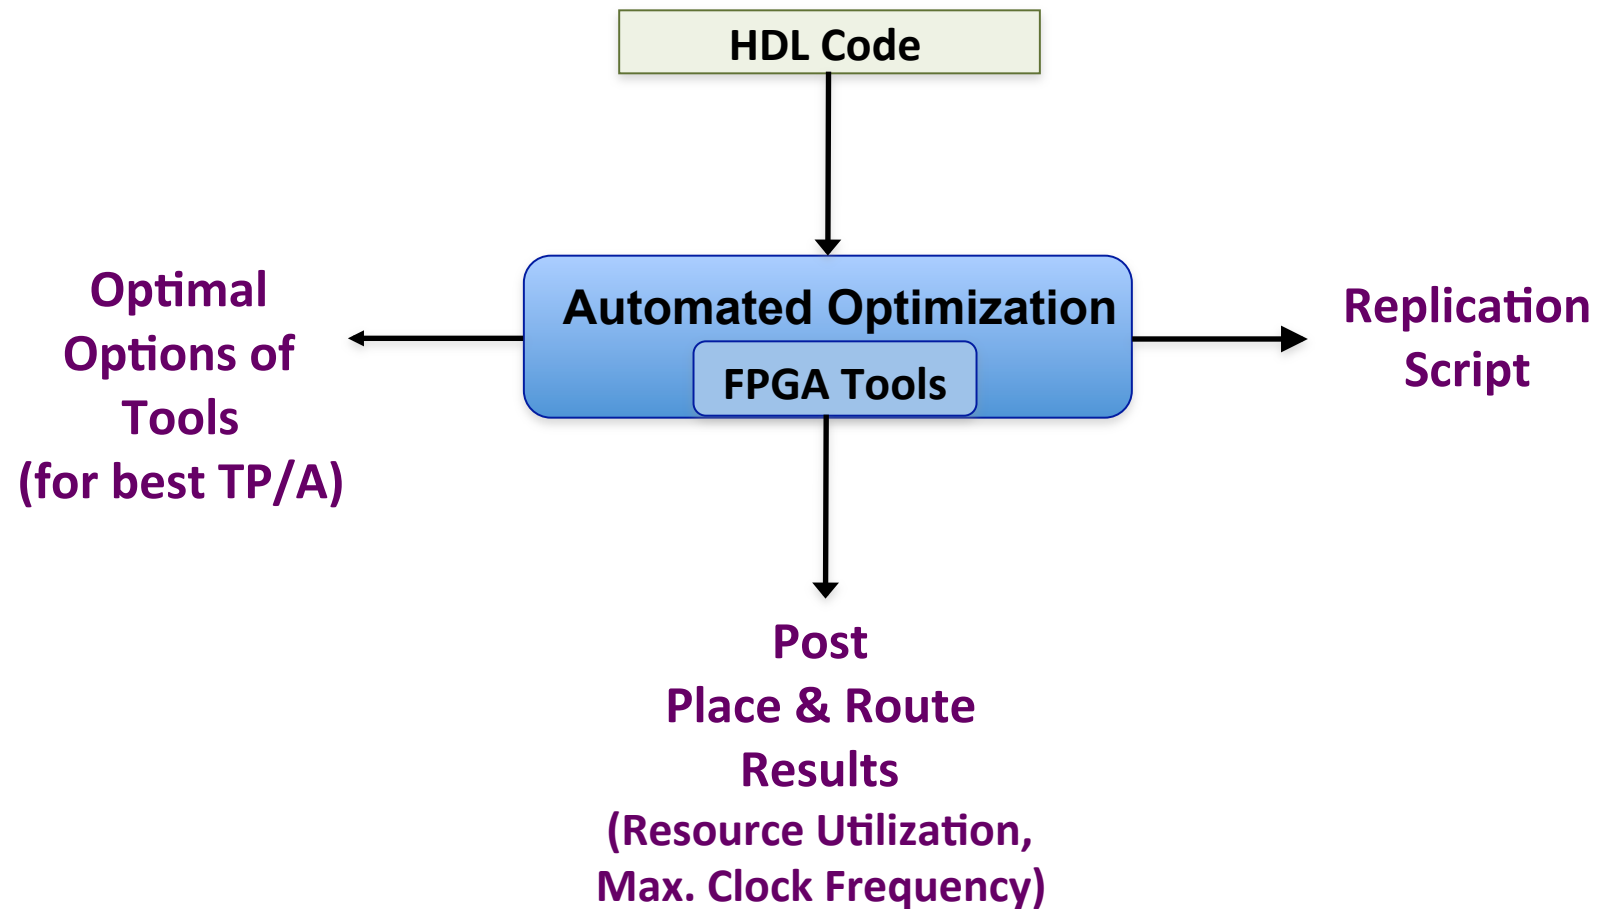 HDL Code
Automated Optimization
FPGA Tools
Optimal
Options of
Tools
(for best TP/A)
Replication
Script
Post
Place & Route
Results
(Resource Utilization,
Max. Clock Frequency)